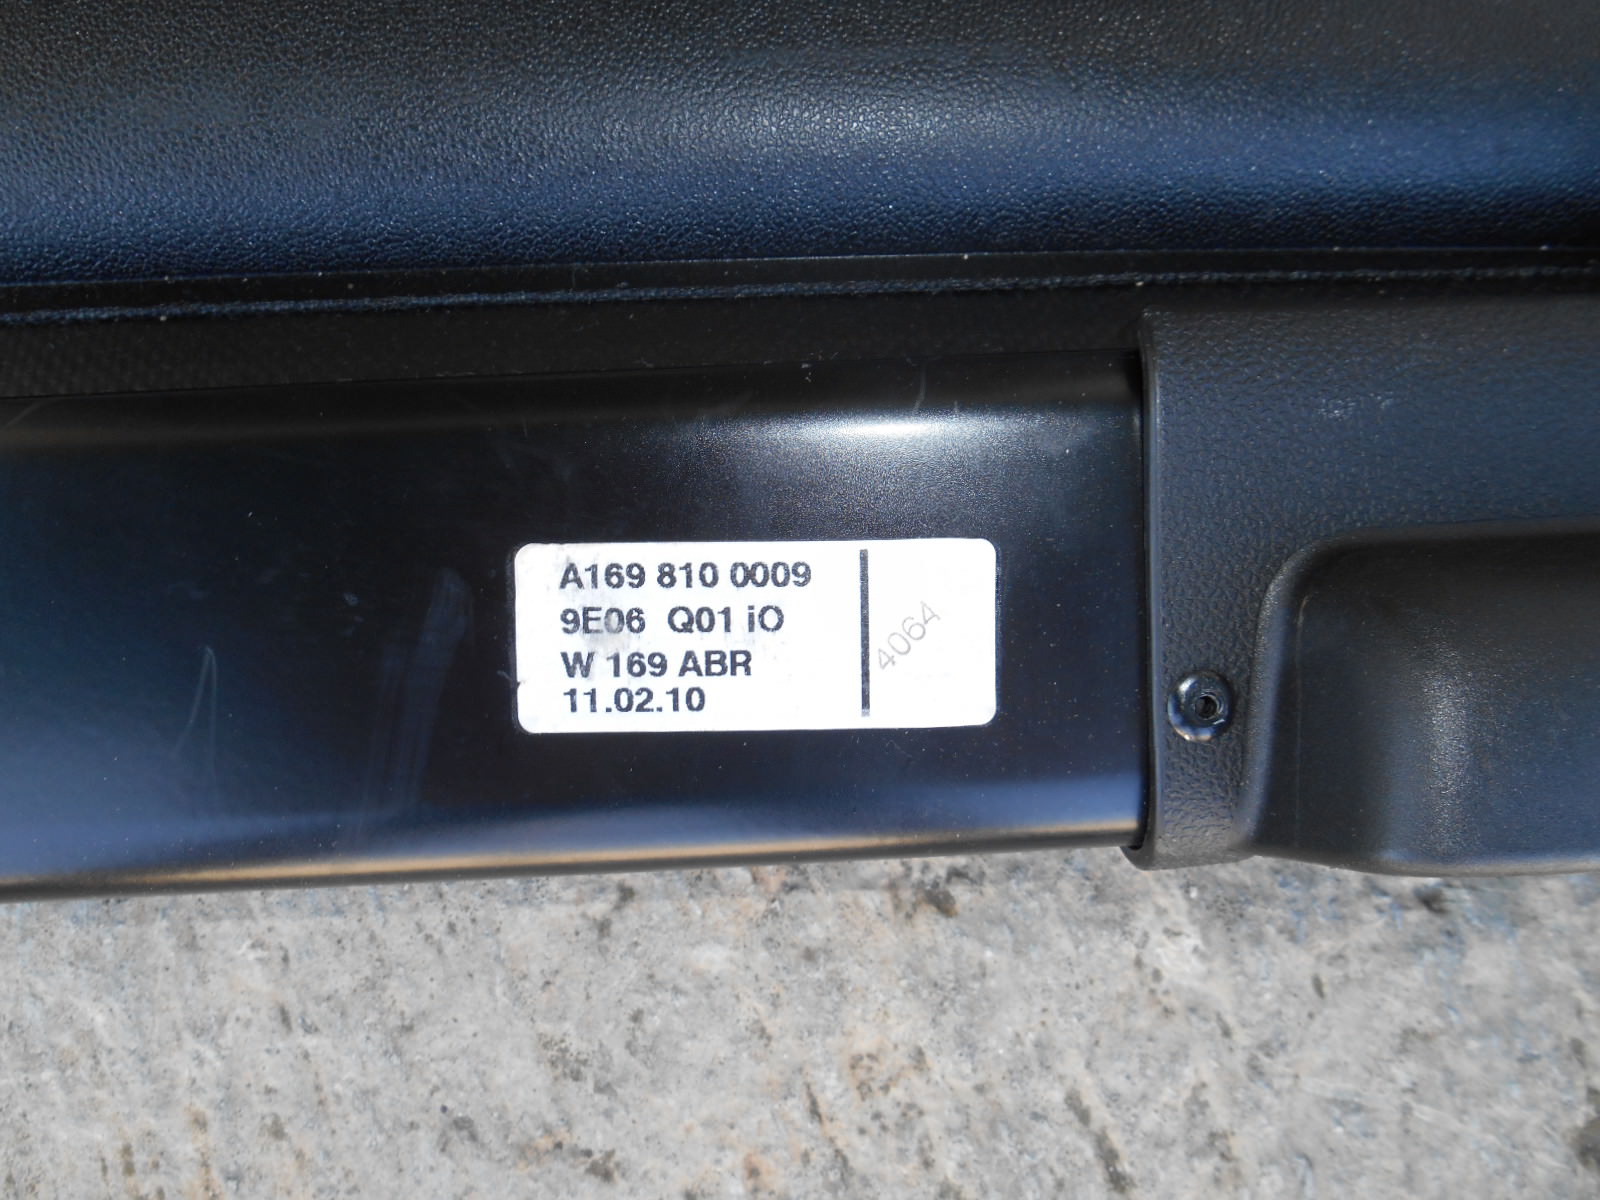 A169 810 0009
9E06 Q01 iO
W 169 ABR
11.02.10
4064